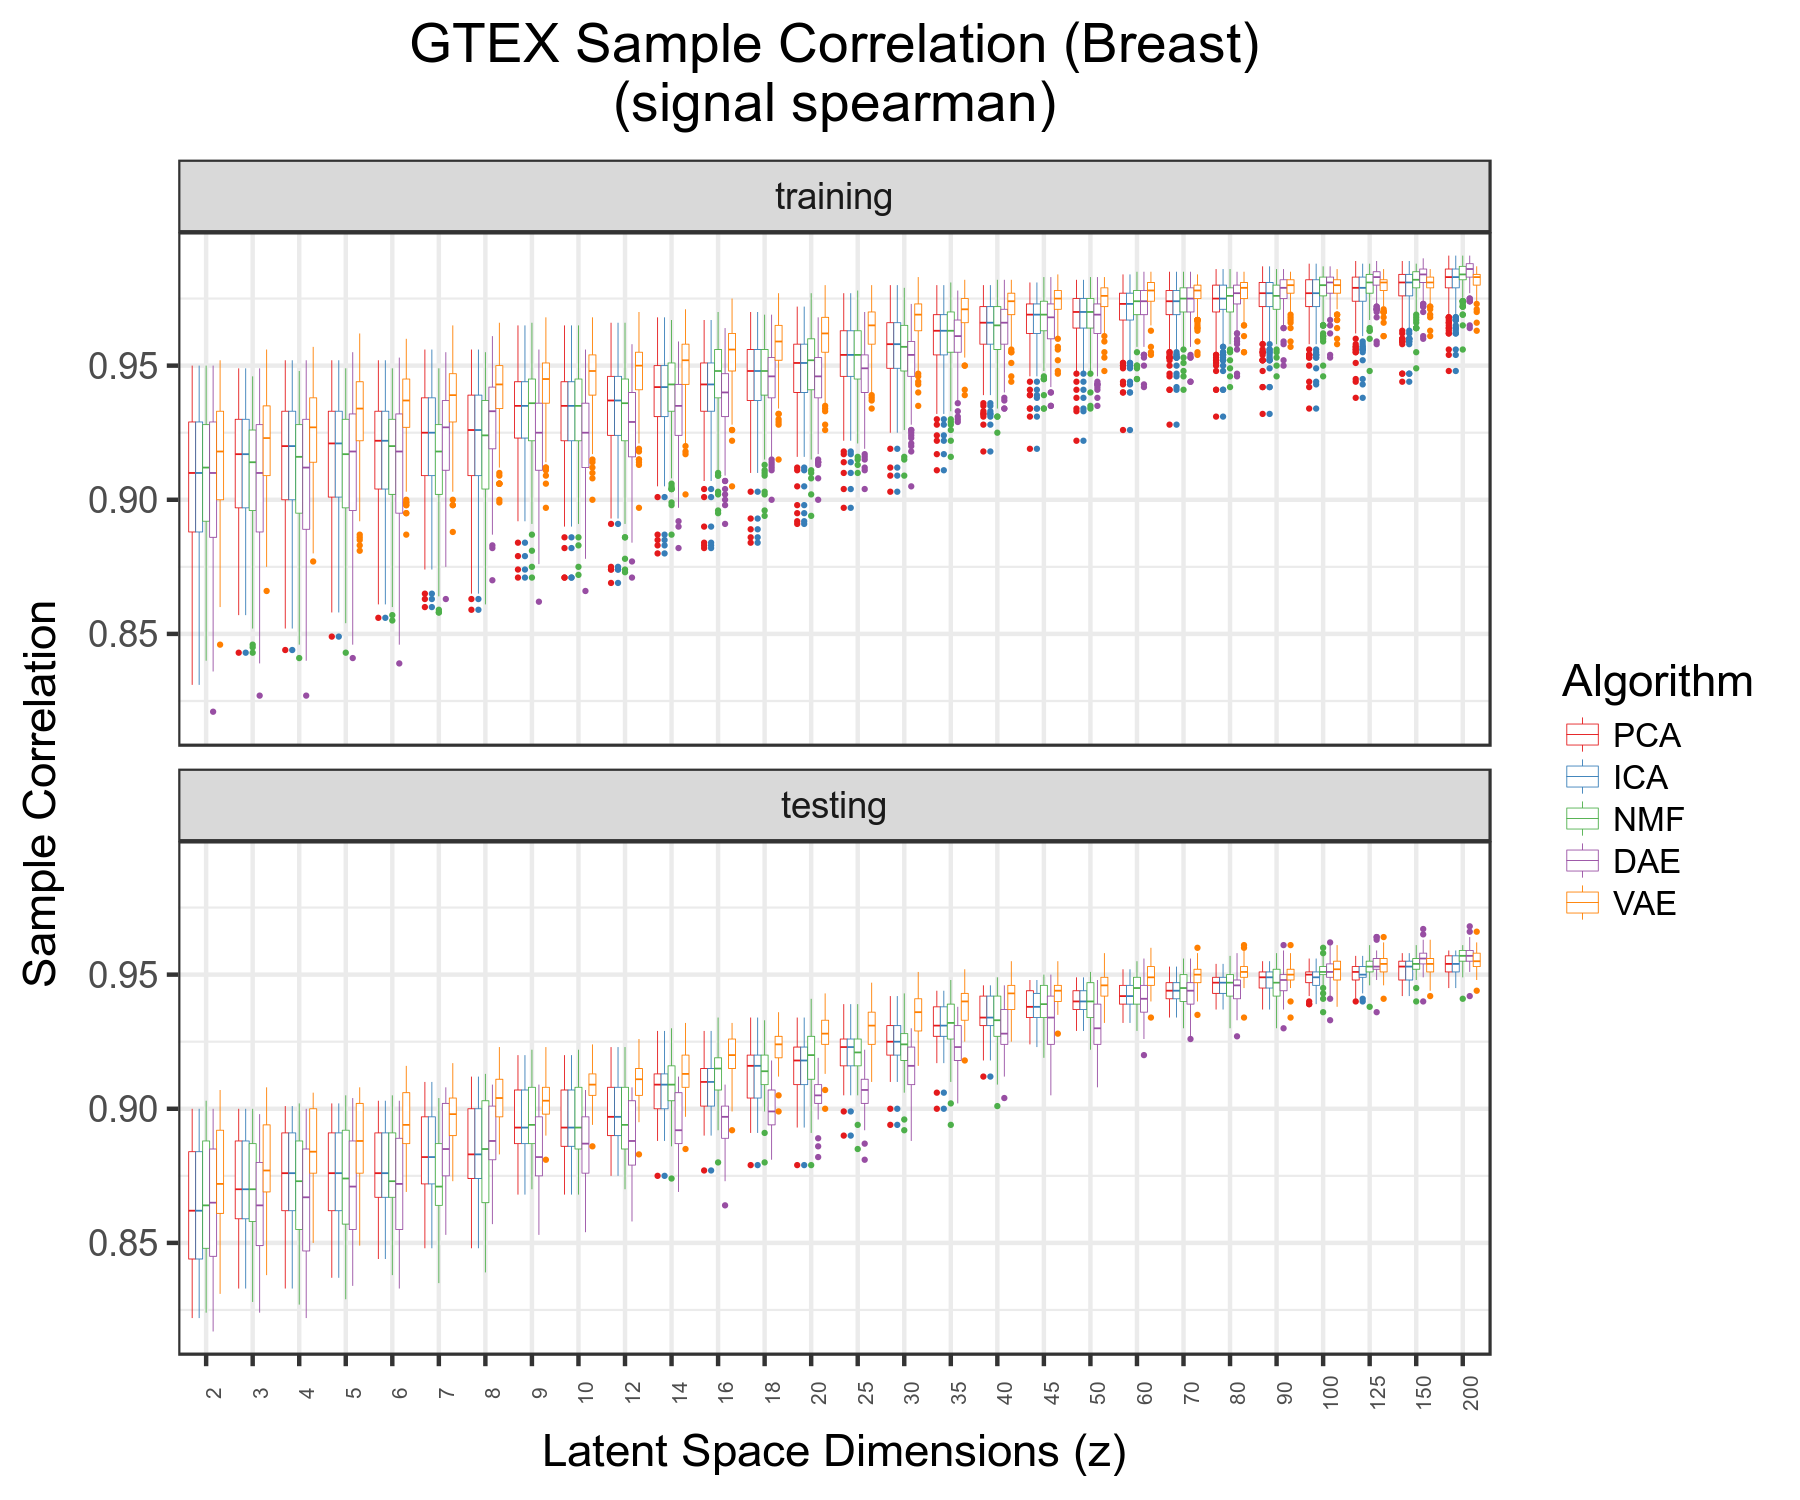 GTEX Sample Correlation (Breast)
(signal spearman)
training
0.95
0.90
0.85
testing
0.95
0.90
0.85
Sample Correlation
2 3 4 5 6 7 8 9 10 12 14 16 18 20 25 30 35 40 45 50 60 70 80 90 100 125 150 200
Latent Space Dimensions (z)
Algorithm
PCA
ICA
NMF
DAE
VAE